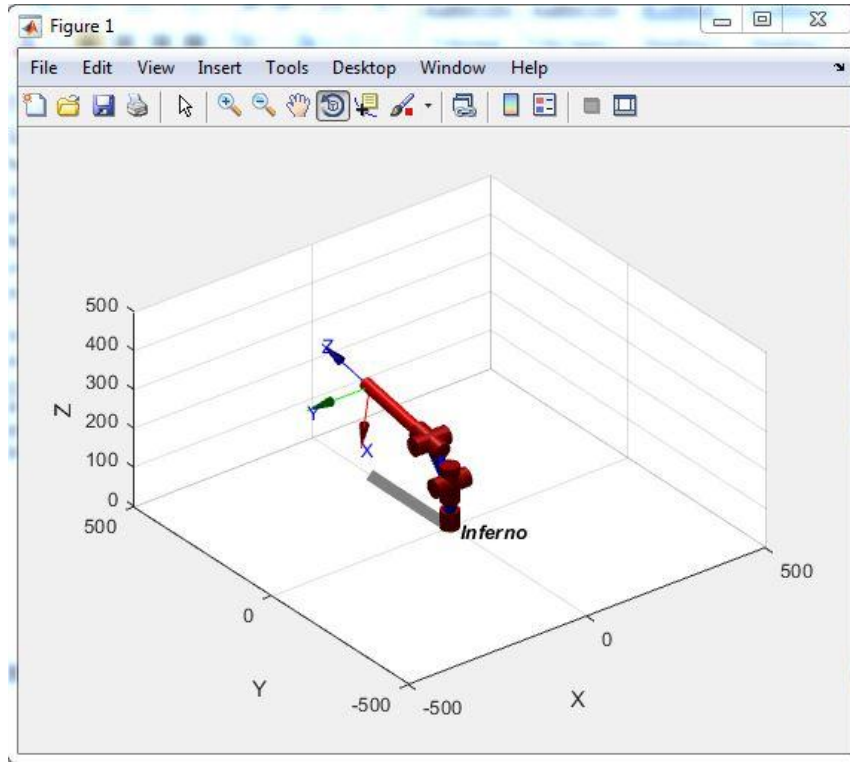 Figure 1
File Edit View Insert Tools Desktop Window Help
500
400
300
200
100
0
Z
Z
Y
X
Inferno
500
0
-500
Y
-500
0
500
X